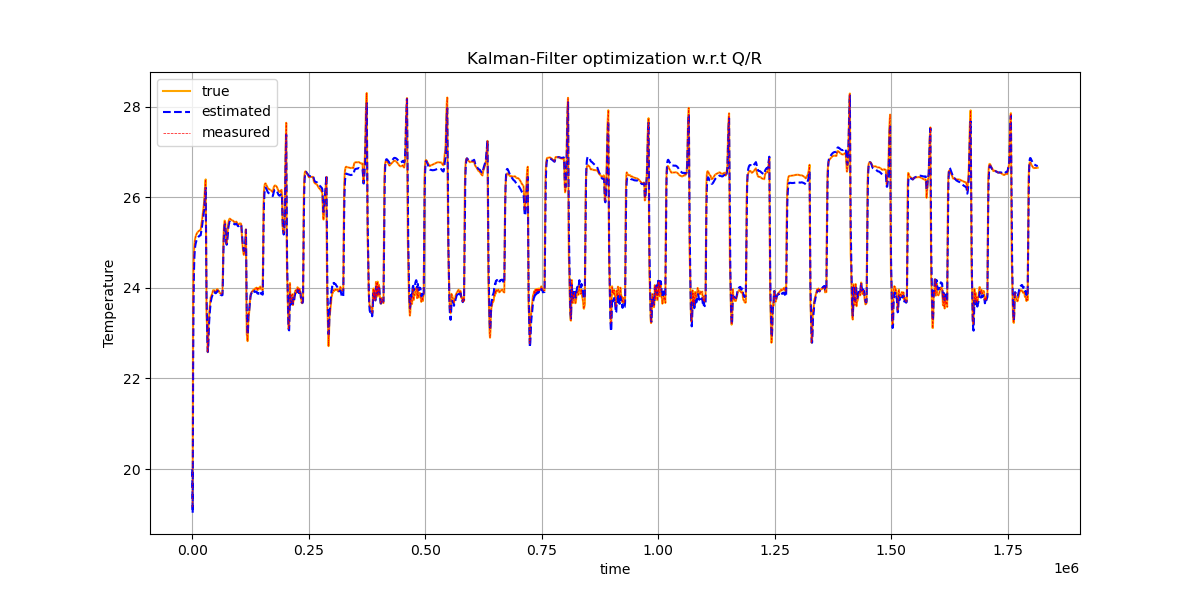 Kalman-Filter optimization w.r.t Q/R
true
estimated
measured
28
26
24
22
20
Temperature
0.00 0.25 0.50 0.75 1.00 1.25 1.50 1.75
1e6
time